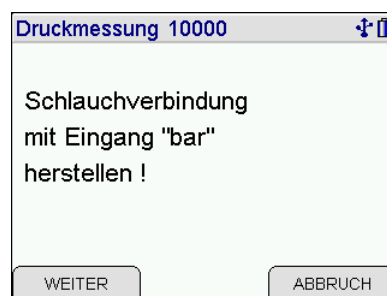 Druckmessung 10000
Schlauchverbindung
mit Eingang "bar"
herstellen !
WEITER
ABBRUCH